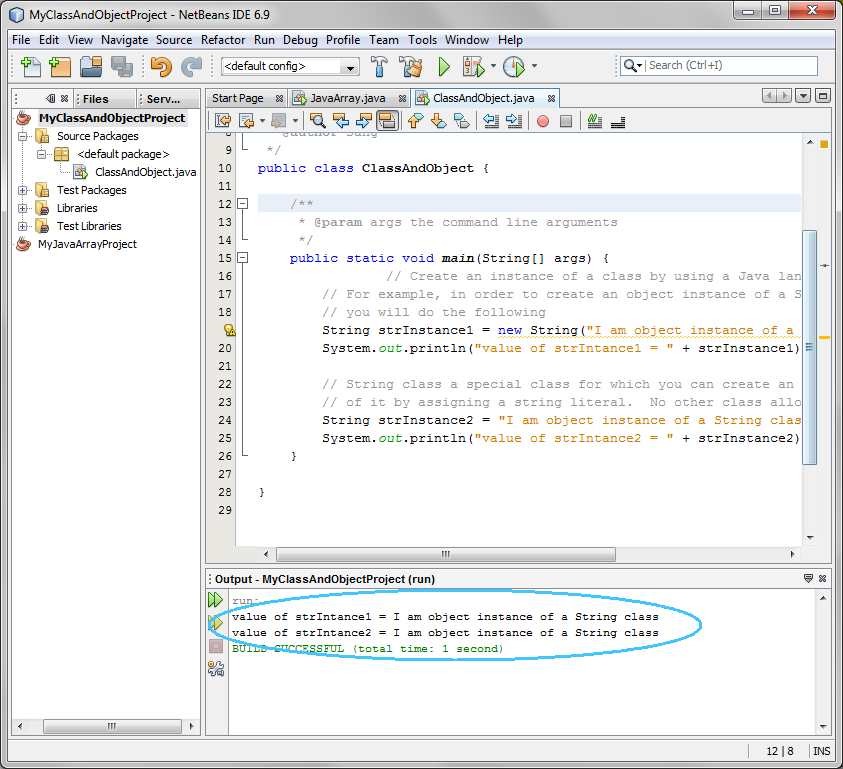 MyClassAndObjectProject - NetBeans IDE 6.9
File Edit View Navigate Source Refactor Run Debug Profile Team Tools Window Help
<default config>
Search (Ctrl+I)
Files
Serv...
MyClassAndObjectProject
Source Packages
<default package>
ClassAndObject.java
Test Packages
Libraries
Test Libraries
MyJavaArrayProject
Start Page
JavaArray.java
ClassAndObject.java
8 * @author Sang
9 */
10 public class ClassAndObject {
11
12 /**
13 * @param args the command line arguments
14 */
15 public static void main(String[] args) {
16 // Create an instance of a class by using a Java lan
17 // For example, in order to create an object instance of a S
18 // you will do the following
String strInstance1 = new String("I am object instance of a
20 System.out.println("value of strIntance1 = " + strInstance1)
21
22 // String class a special class for which you can create an
23 // of it by assigning a string literal. No other class allo
24 String strInstance2 = "I am object instance of a String clas
25 System.out.println("value of strIntance2 = " + strInstance2)
26 }
27
28 }
29
Output - MyClassAndObjectProject (run)
run:
value of strIntance1 = I am object instance of a String class
value of strIntance2 = I am object instance of a String class
BUILD SUCCESSFUL (total time: 1 second)
12 | 8 INS